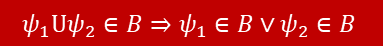 𝜓₁U𝜓₂ ∈ 𝐵 ⇒ 𝜓₁ ∈ 𝐵 ∨ 𝜓₂ ∈ 𝐵